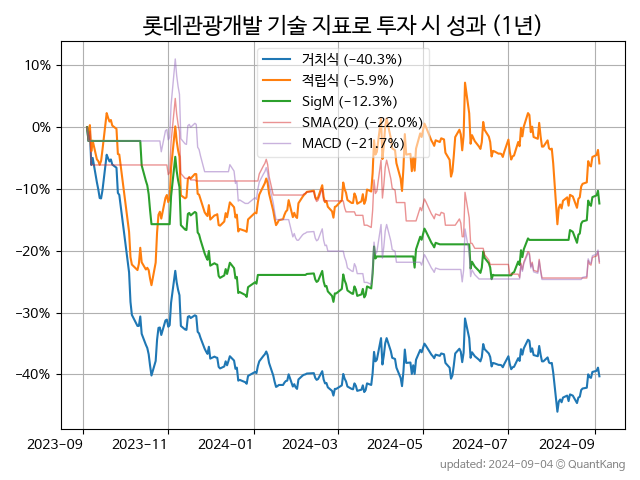 롯데관광개발 기술 지표로 투자 시 성과 (1년)
거치식 (−40.3%)
적립식 (−5.9%)
SigM (−12.3%)
SMA(20) (−22.0%)
MACD (−21.7%)
10%
0%
−10%
−20%
−30%
−40%
2023-09
2023-11
2024-01
2024-03
2024-05
2024-07
2024-09
updated: 2024-09-04 @ QuantKang